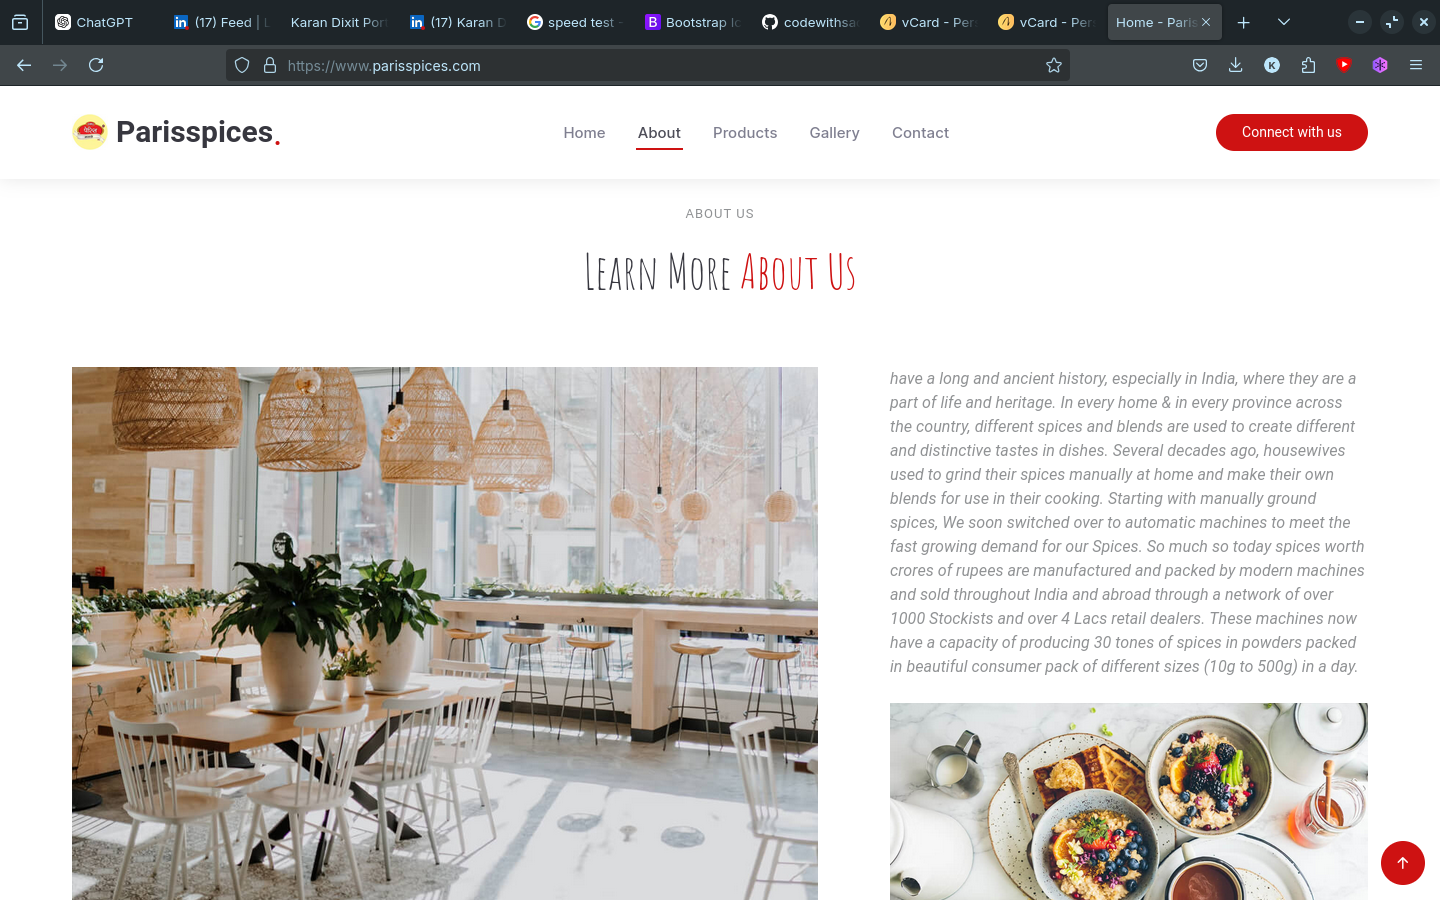 ChatGPT
(17) Feed | L
Karan Dixit Por
(17) Karan D
speed test -
Bootstrap Ic
codewithsa
vCard - Per
vCard - Per
Home - Paris
https://www.parisspices.com
Parisspices.
Home
About
Products
Gallery
Contact
Connect with us
ABOUT US
Learn More About Us
have a long and ancient history, especially in India, where they are a
part of life and heritage. In every home & in every province across
the country, different spices and blends are used to create different
and distinctive tastes in dishes. Several decades ago, housewives
used to grind their spices manually at home and make their own
blends for use in their cooking. Starting with manually ground
spices, We soon switched over to automatic machines to meet the
fast growing demand for our Spices. So much so today spices worth
crores of rupees are manufactured and packed by modern machines
and sold throughout India and abroad through a network of over
1000 Stockists and over 4 Lacs retail dealers. These machines now
have a capacity of producing 30 tones of spices in powders packed
in beautiful consumer pack of different sizes (10g to 500g) in a day.